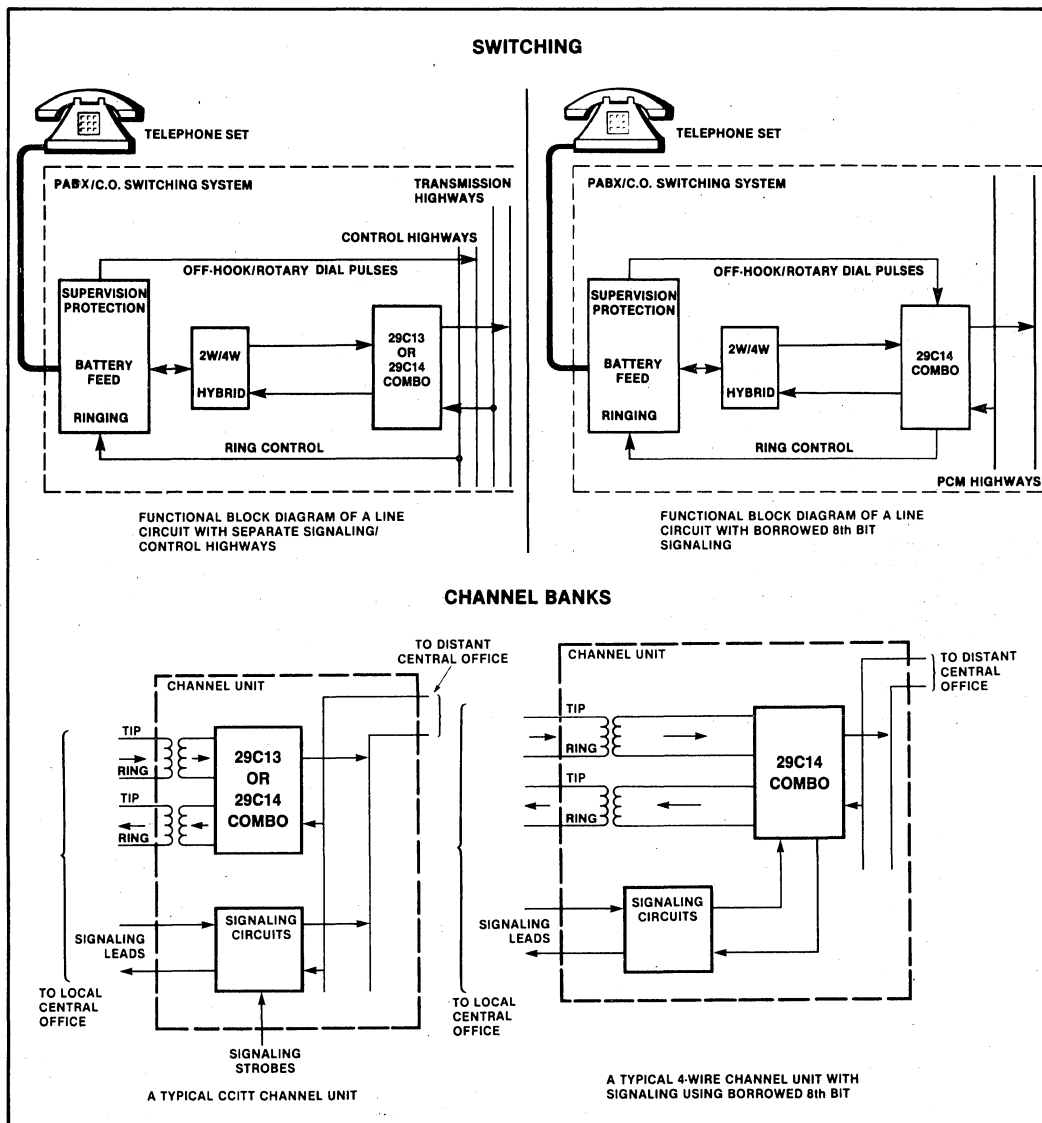 SWITCHING
TELEPHONE SET
PABX/C.O. SWITCHING SYSTEM
TRANSMISSION
HIGHWAYS
CONTROL HIGHWAYS
OFF-HOOK/ROTARY DIAL PULSES
SUPERVISION
PROTECTION
BATTERY
FEED
RINGING
2W/4W
HYBRID
29C13
OR
29C14
COMBO
RING CONTROL
FUNCTIONAL BLOCK DIAGRAM OF A LINE
CIRCUIT WITH SEPARATE SIGNALING/
CONTROL HIGHWAYS
TELEPHONE SET
PABX/C.O. SWITCHING SYSTEM
OFF-HOOK/ROTARY DIAL PULSES
SUPERVISION
PROTECTION
BATTERY
FEED
RINGING
2W/4W
HYBRID
29C14
COMBO
RING CONTROL
PCM HIGHWAYS
FUNCTIONAL BLOCK DIAGRAM OF A LINE
CIRCUIT WITH BORROWED 8th BIT
SIGNALING
CHANNEL BANKS
TO DISTANT
CENTRAL OFFICE
CHANNEL UNIT
TIP
RING
TIP
RING
29C13
OR
29C14
COMBO
SIGNALING
CIRCUITS
SIGNALING
LEADS
TO LOCAL
CENTRAL
OFFICE
SIGNALING
STROBES
A TYPICAL CCITT CHANNEL UNIT
CHANNEL UNIT
TO DISTANT
CENTRAL
OFFICE
TIP
RING
TIP
RING
29C14
COMBO
SIGNALING
CIRCUITS
SIGNALING
LEADS
TO LOCAL
CENTRAL
OFFICE
A TYPICAL 4-WIRE CHANNEL UNIT WITH
SIGNALING USING BORROWED 8th BIT